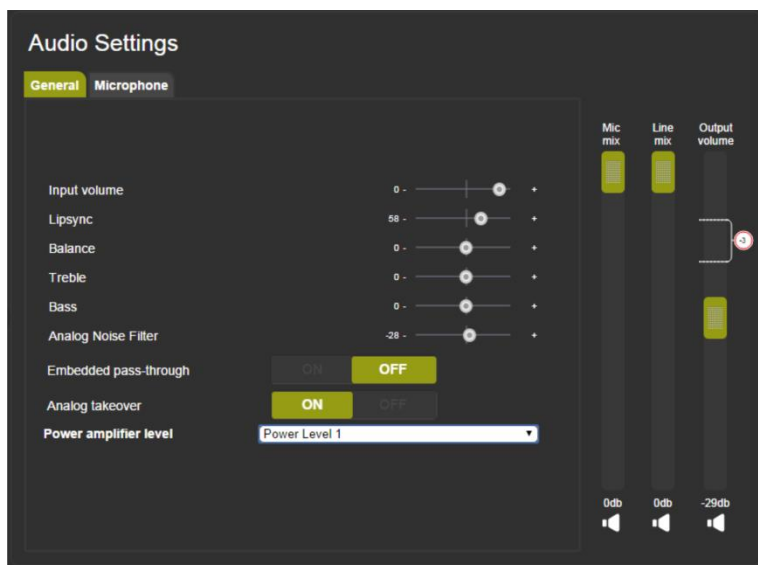 Audio Settings
General Microphone
Mic mix
Line mix
Output volume
Input volume 0 - +
Lipsync 58 - +
Balance 0 - +
Treble 0 - +
Bass 0 - +
Analog Noise Filter -28 - +
Embedded pass-through ON OFF
Analog takeover ON OFF
Power amplifier level Power Level 1
0db 0db -29db
-3